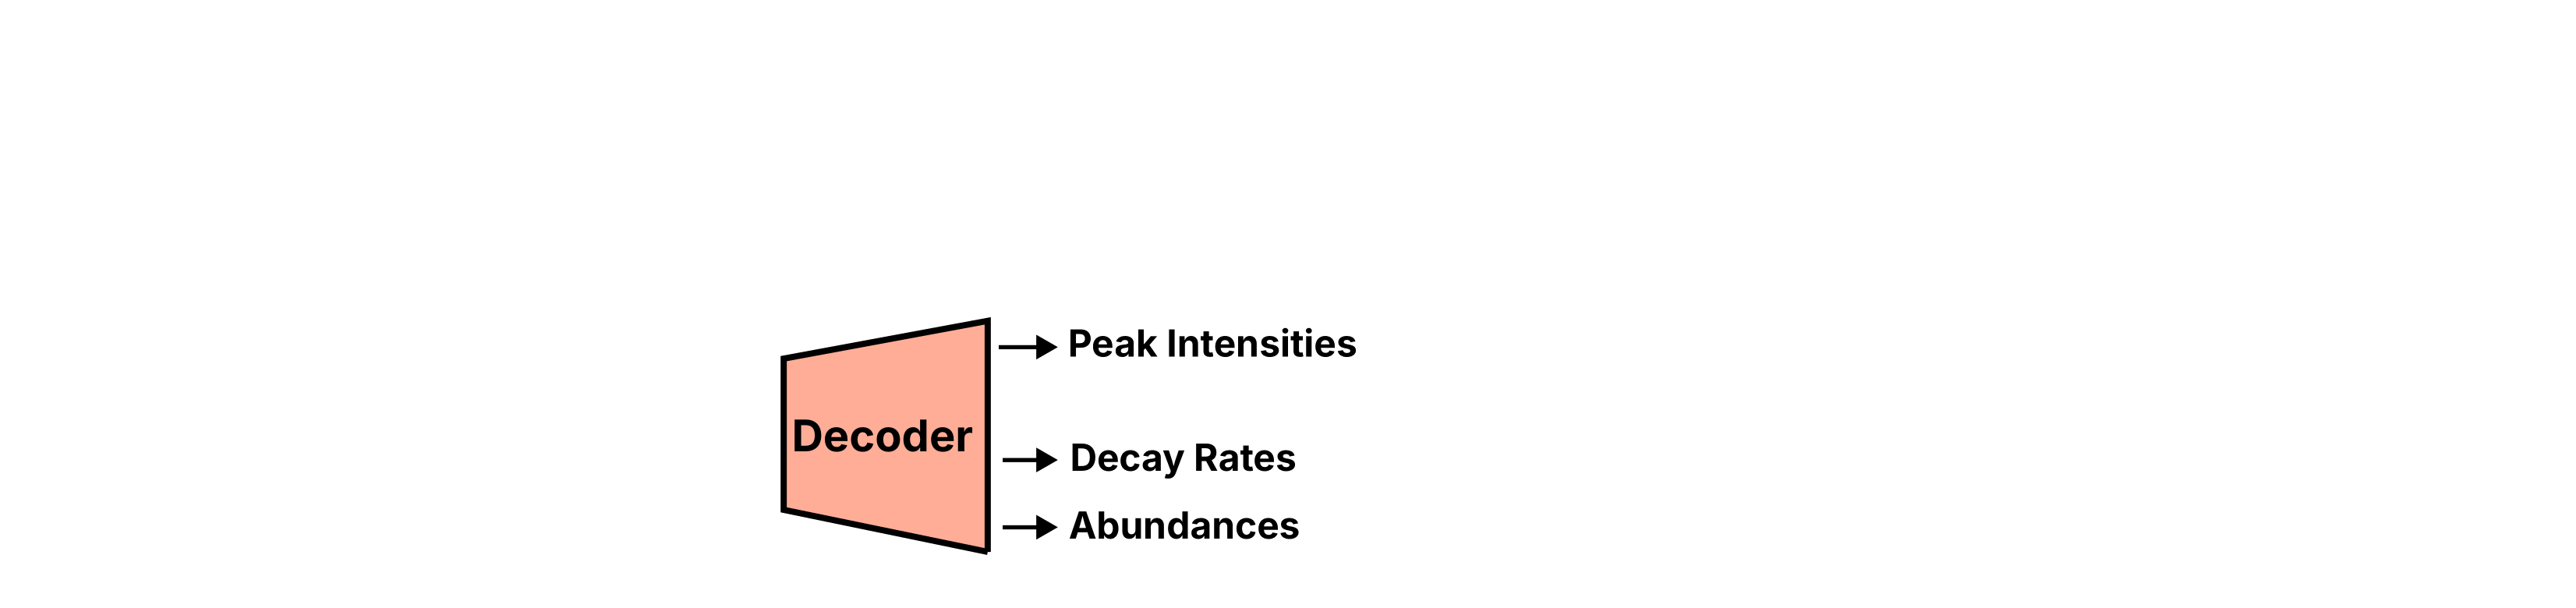 Peak Intensities
Decoder
Decay Rates
Abundances